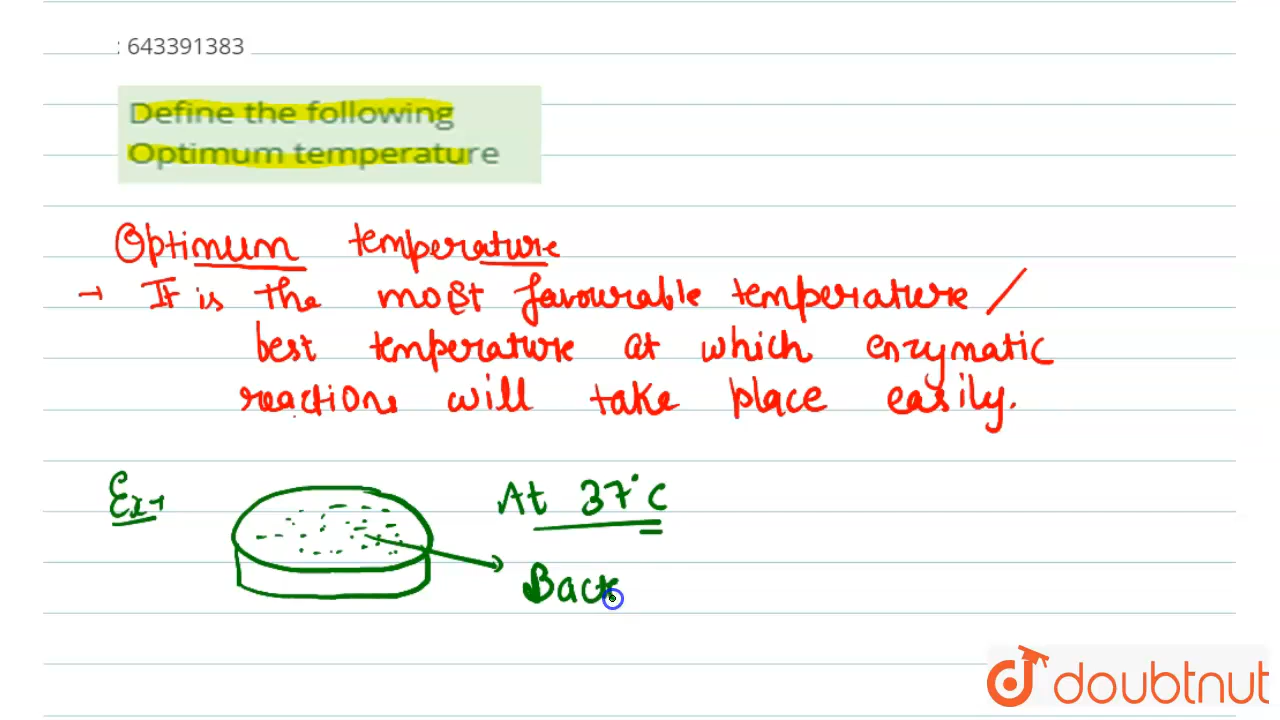 : 643391383
Define the following
Optimum temperature
Optimum temperature
→ It is the most favourable temperature /
best temperature at which enzymatic
reactions will take place easily.
Ex→
At 37°C
Bacte
doubtnut